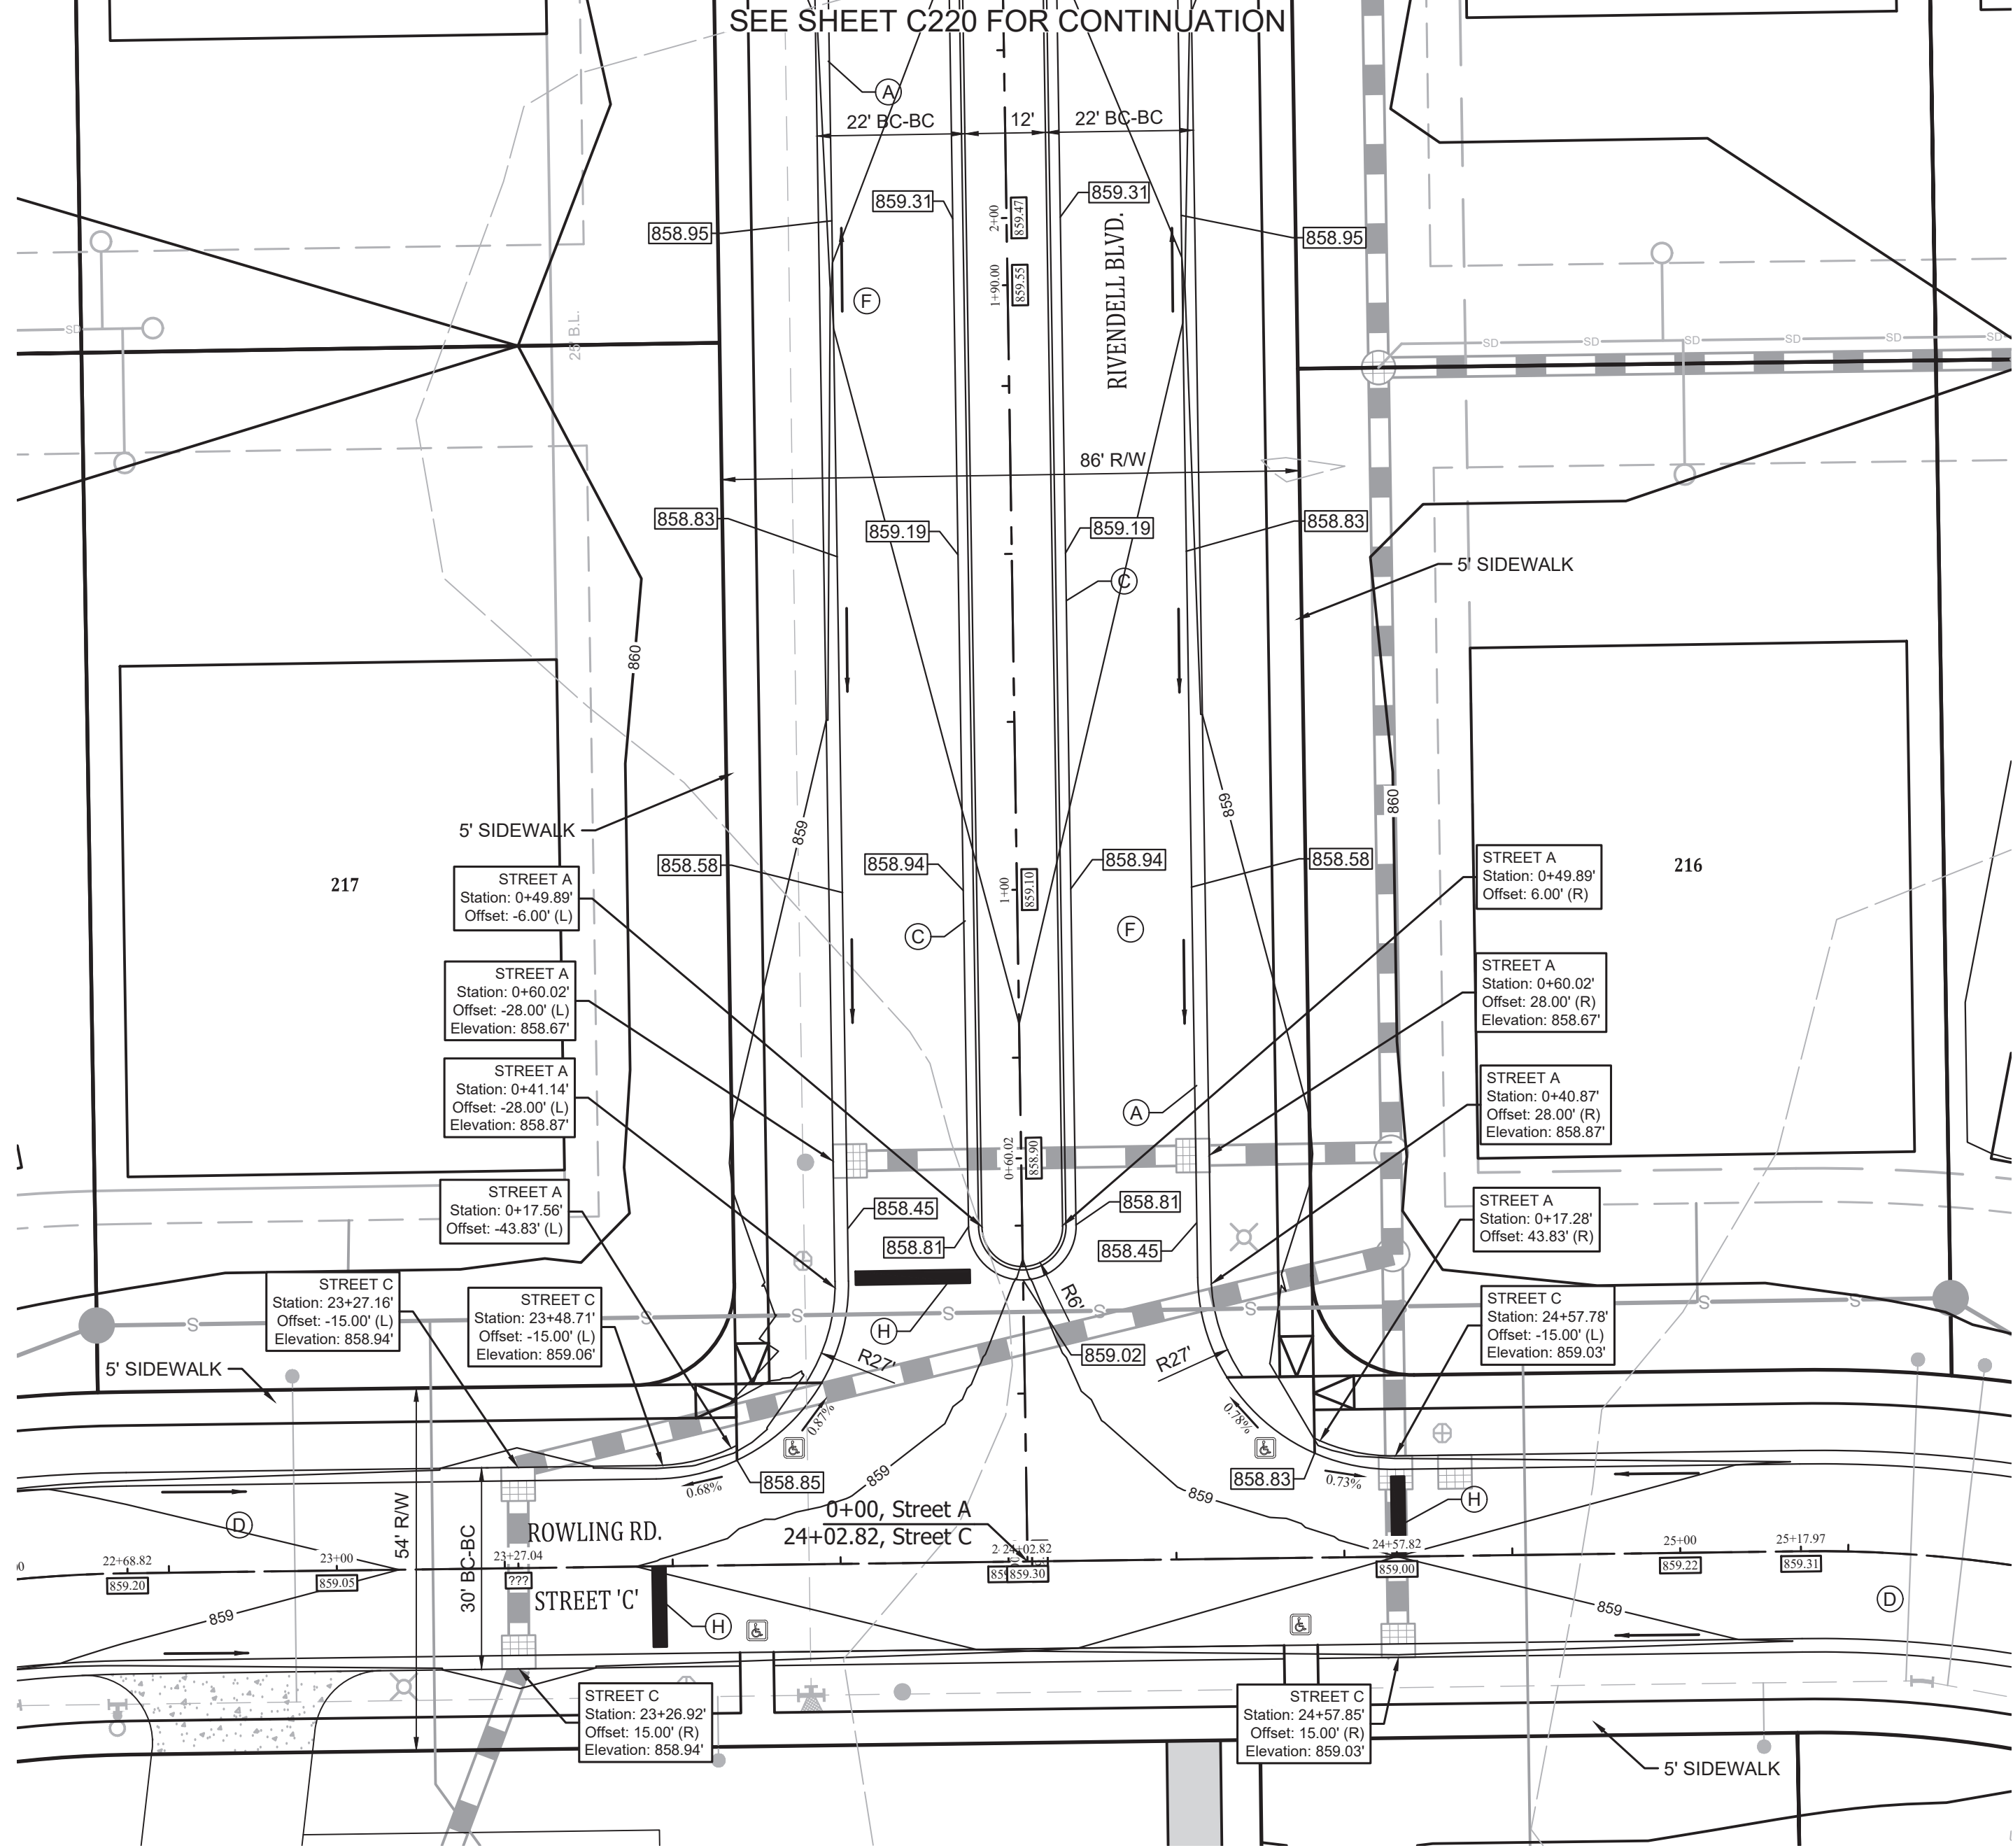 SEE SHEET C220 FOR CONTINUATION
A
22' BC-BC
12'
22' BC-BC
859.31
859.31
858.95
858.95
2+00
859.47
1+90.00
859.55
RIVENDELL BLVD.
F
25' B.L.
SD
SD
SD
SD
SD
SD
SD
86' R/W
858.83
859.19
859.19
858.83
C
5' SIDEWALK
860
860
859
859
5' SIDEWALK
858.58
858.94
858.94
858.58
1+00
859.10
217
216
C
F
STREET A
Station: 0+49.89'
Offset: -6.00' (L)
STREET A
Station: 0+49.89'
Offset: 6.00' (R)
STREET A
Station: 0+60.02'
Offset: -28.00' (L)
Elevation: 858.67'
STREET A
Station: 0+60.02'
Offset: 28.00' (R)
Elevation: 858.67'
STREET A
Station: 0+41.14'
Offset: -28.00' (L)
Elevation: 858.87'
STREET A
Station: 0+40.87'
Offset: 28.00' (R)
Elevation: 858.87'
A
0+60.02
858.90
STREET A
Station: 0+17.56'
Offset: -43.83' (L)
STREET A
Station: 0+17.28'
Offset: 43.83' (R)
858.45
858.81
858.81
858.45
STREET C
Station: 23+27.16'
Offset: -15.00' (L)
Elevation: 858.94'
STREET C
Station: 23+48.71'
Offset: -15.00' (L)
Elevation: 859.06'
STREET C
Station: 24+57.78'
Offset: -15.00' (L)
Elevation: 859.03'
S
S
S
S
S
S
S
S
R6'
H
859.02
R27'
R27'
5' SIDEWALK
0.87%
0.78%
0.68%
858.85
858.83
0.73%
859
859
54' R/W
30' BC-BC
D
ROWLING RD.
0+00, Street A
24+02.82, Street C
H
22+68.82
859.20
23+00
859.05
23+27.04
???
24+02.82
859.30
24+57.82
859.00
25+00
859.22
25+17.97
859.31
STREET 'C'
H
859
859
D
STREET C
Station: 23+26.92'
Offset: 15.00' (R)
Elevation: 858.94'
STREET C
Station: 24+57.85'
Offset: 15.00' (R)
Elevation: 859.03'
5' SIDEWALK